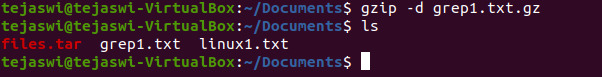 tejaswi@tejaswi-VirtualBox:~/Documents$ gzip -d grep1.txt.gz
tejaswi@tejaswi-VirtualBox:~/Documents$ ls
files.tar  grep1.txt  linux1.txt
tejaswi@tejaswi-VirtualBox:~/Documents$